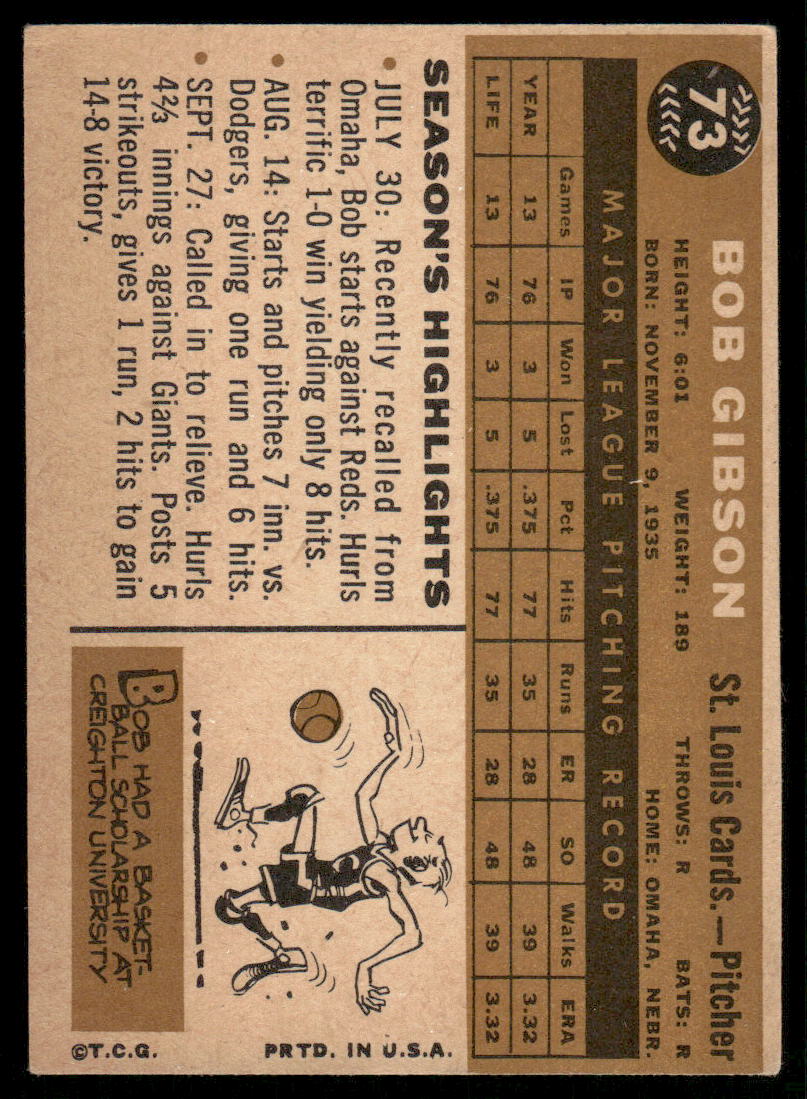 73
BOB GIBSON
St. Louis Cards.—Pitcher
HEIGHT: 6:01 WEIGHT: 189 THROWS: R BATS: R
BORN: NOVEMBER 9, 1935 HOME: OMAHA, NEBR.
MAJOR LEAGUE PITCHING RECORD
Games IP Won Lost Pct Hits Runs ER SO Walks ERA
YEAR 13 76 3 5 .375 77 35 28 48 39 3.32
LIFE 13 76 3 5 .375 77 35 28 48 39 3.32
SEASON'S HIGHLIGHTS
• JULY 30: Recently recalled from
Omaha, Bob starts against Reds. Hurls
terrific 1-0 win yielding only 8 hits.
• AUG. 14: Starts and pitches 7 inn. vs.
Dodgers, giving one run and 6 hits.
• SEPT. 27: Called in to relieve. Hurls
4⅔ innings against Giants. Posts 5
strikeouts, gives 1 run, 2 hits to gain
14-8 victory.
BOB HAD A BASKET-
BALL SCHOLARSHIP AT
CREIGHTON UNIVERSITY
©T.C.G. PRTD. IN U.S.A.